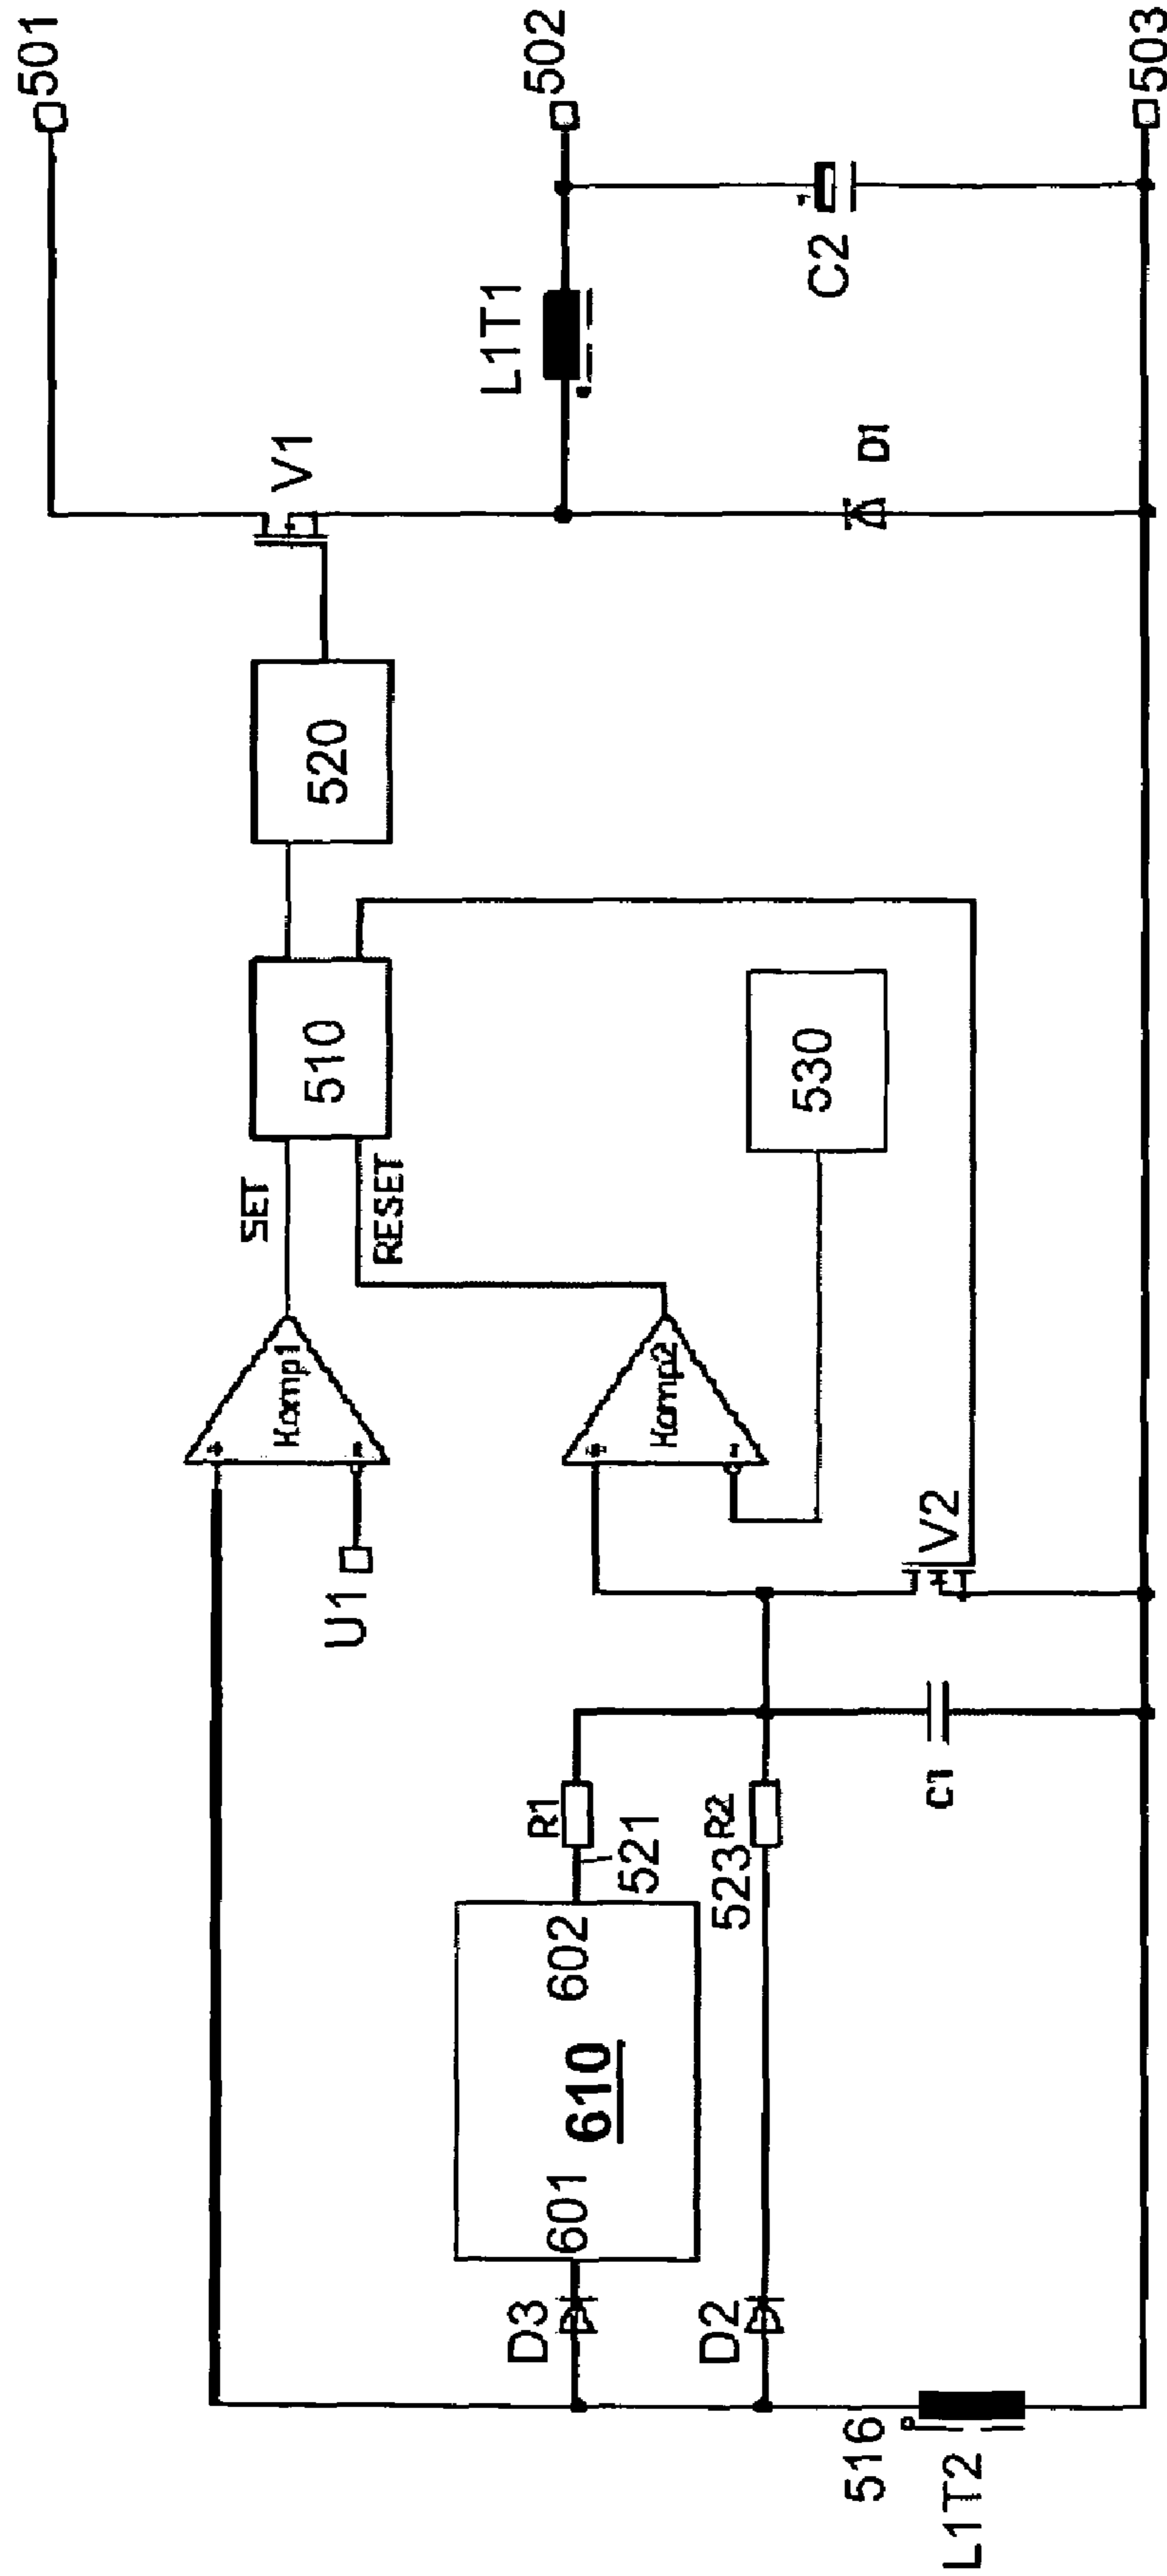 501
SET
V1
Komp1
510
520
U1
RESET
L1T1
502
D3
R1
601
602
610
521
Komp2
D2
523
R2
530
C2
516
D1
C1
V2
L1T2
503